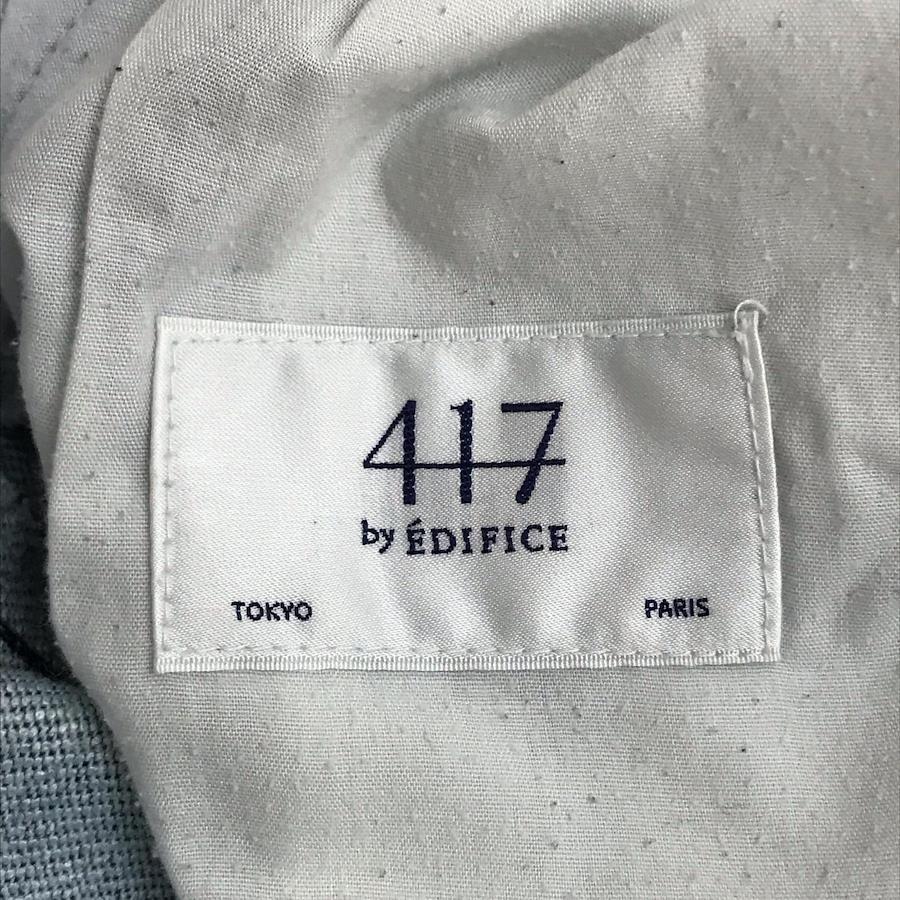 417
by ÉDIFICE
TOKYO PARIS